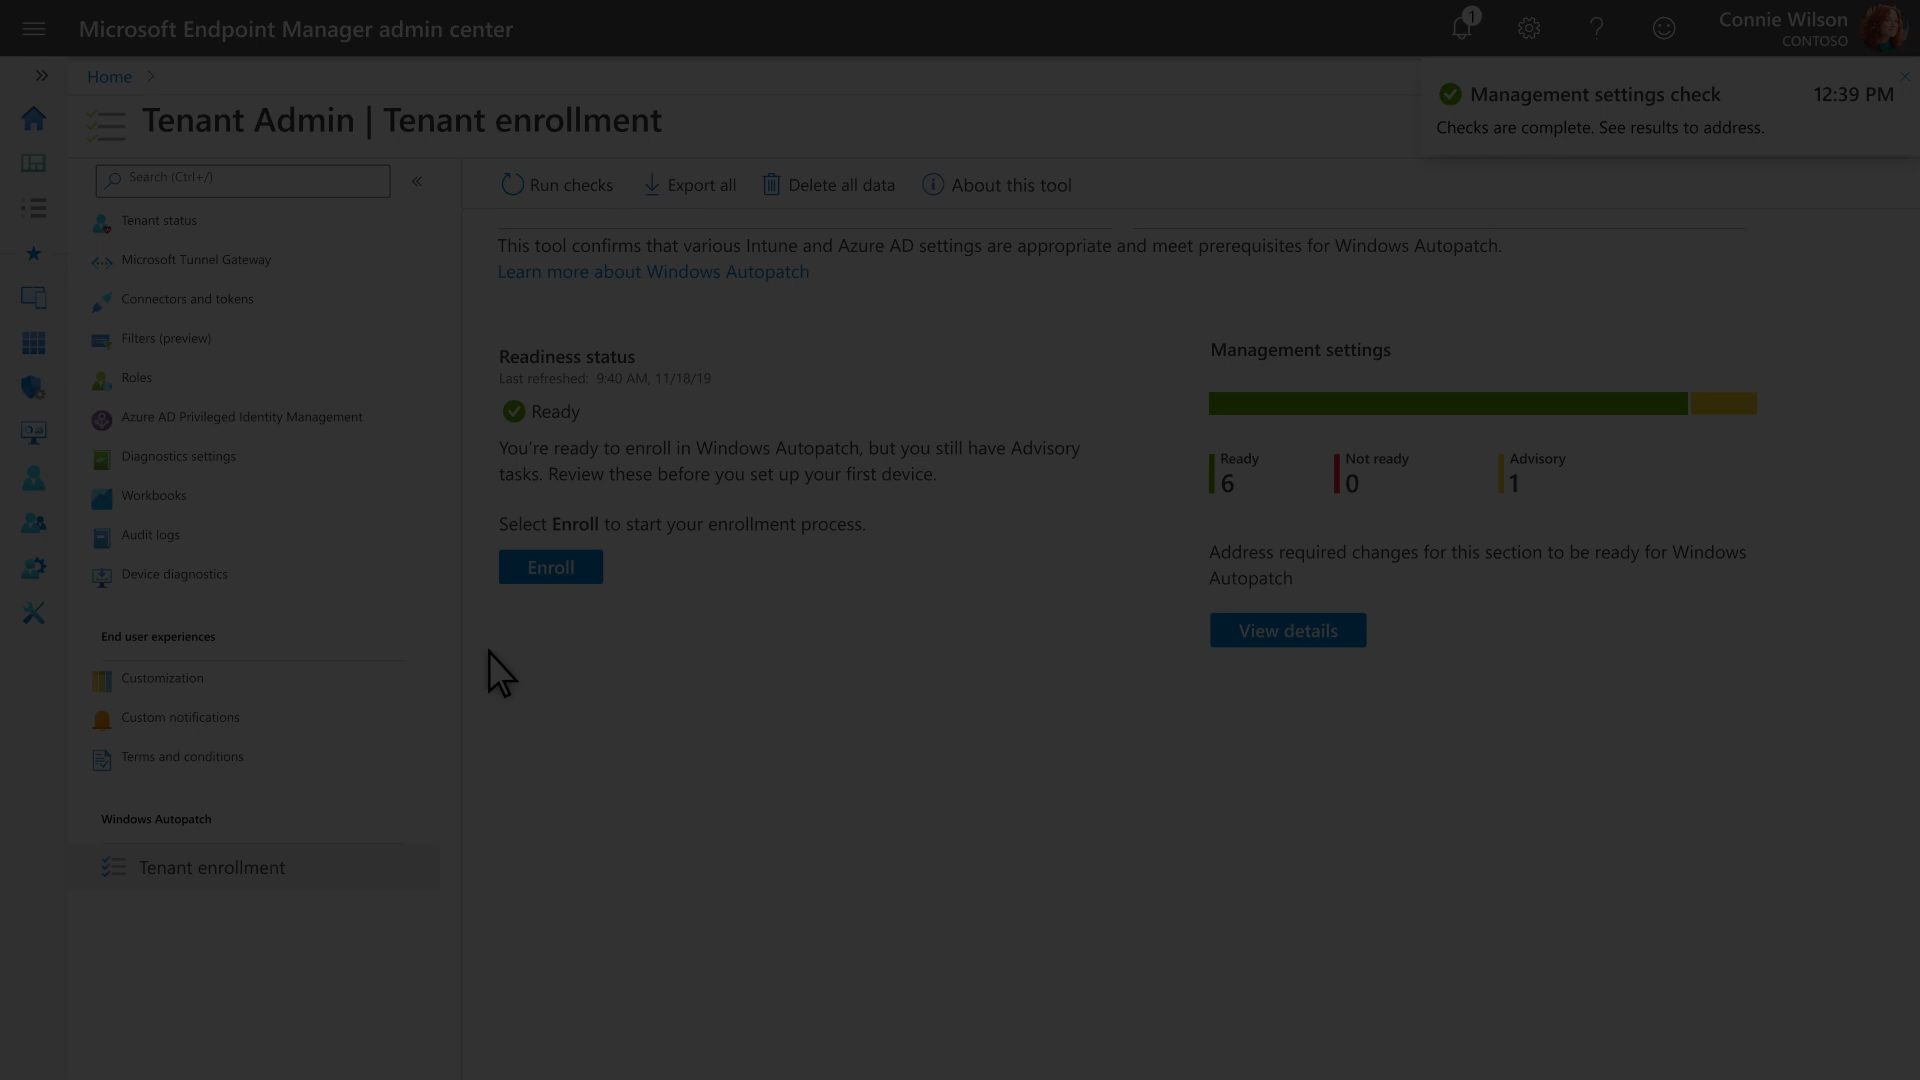 Microsoft Endpoint Manager admin center
1
Connie Wilson
CONTOSO
Home
Management settings check 12:39 PM
Checks are complete. See results to address.
Tenant Admin | Tenant enrollment
Search (Ctrl+/)
Tenant status
Microsoft Tunnel Gateway
Connectors and tokens
Filters (preview)
Roles
Azure AD Privileged Identity Management
Diagnostics settings
Workbooks
Audit logs
Device diagnostics
End user experiences
Customization
Custom notifications
Terms and conditions
Windows Autopatch
Tenant enrollment
Run checks Export all Delete all data About this tool
This tool confirms that various Intune and Azure AD settings are appropriate and meet prerequisites for Windows Autopatch.
Learn more about Windows Autopatch
Readiness status
Last refreshed: 9:40 AM, 11/18/19
Ready
You're ready to enroll in Windows Autopatch, but you still have Advisory
tasks. Review these before you set up your first device.
Select Enroll to start your enrollment process.
Enroll
Management settings
Ready Not ready Advisory
6 0 1
Address required changes for this section to be ready for Windows
Autopatch
View details